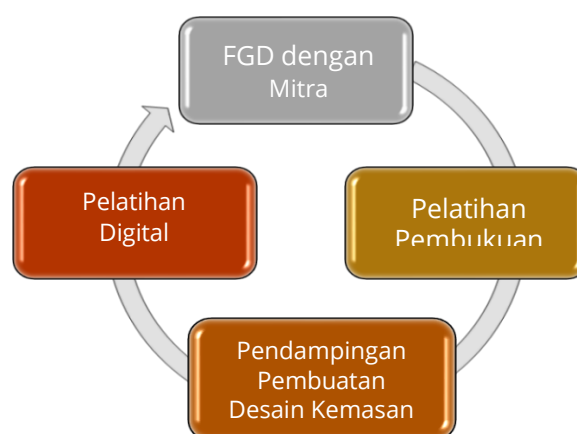 FGD dengan
Mitra
Pelatihan
Pembukuan
Pendampingan
Pembuatan
Desain Kemasan
Pelatihan
Digital